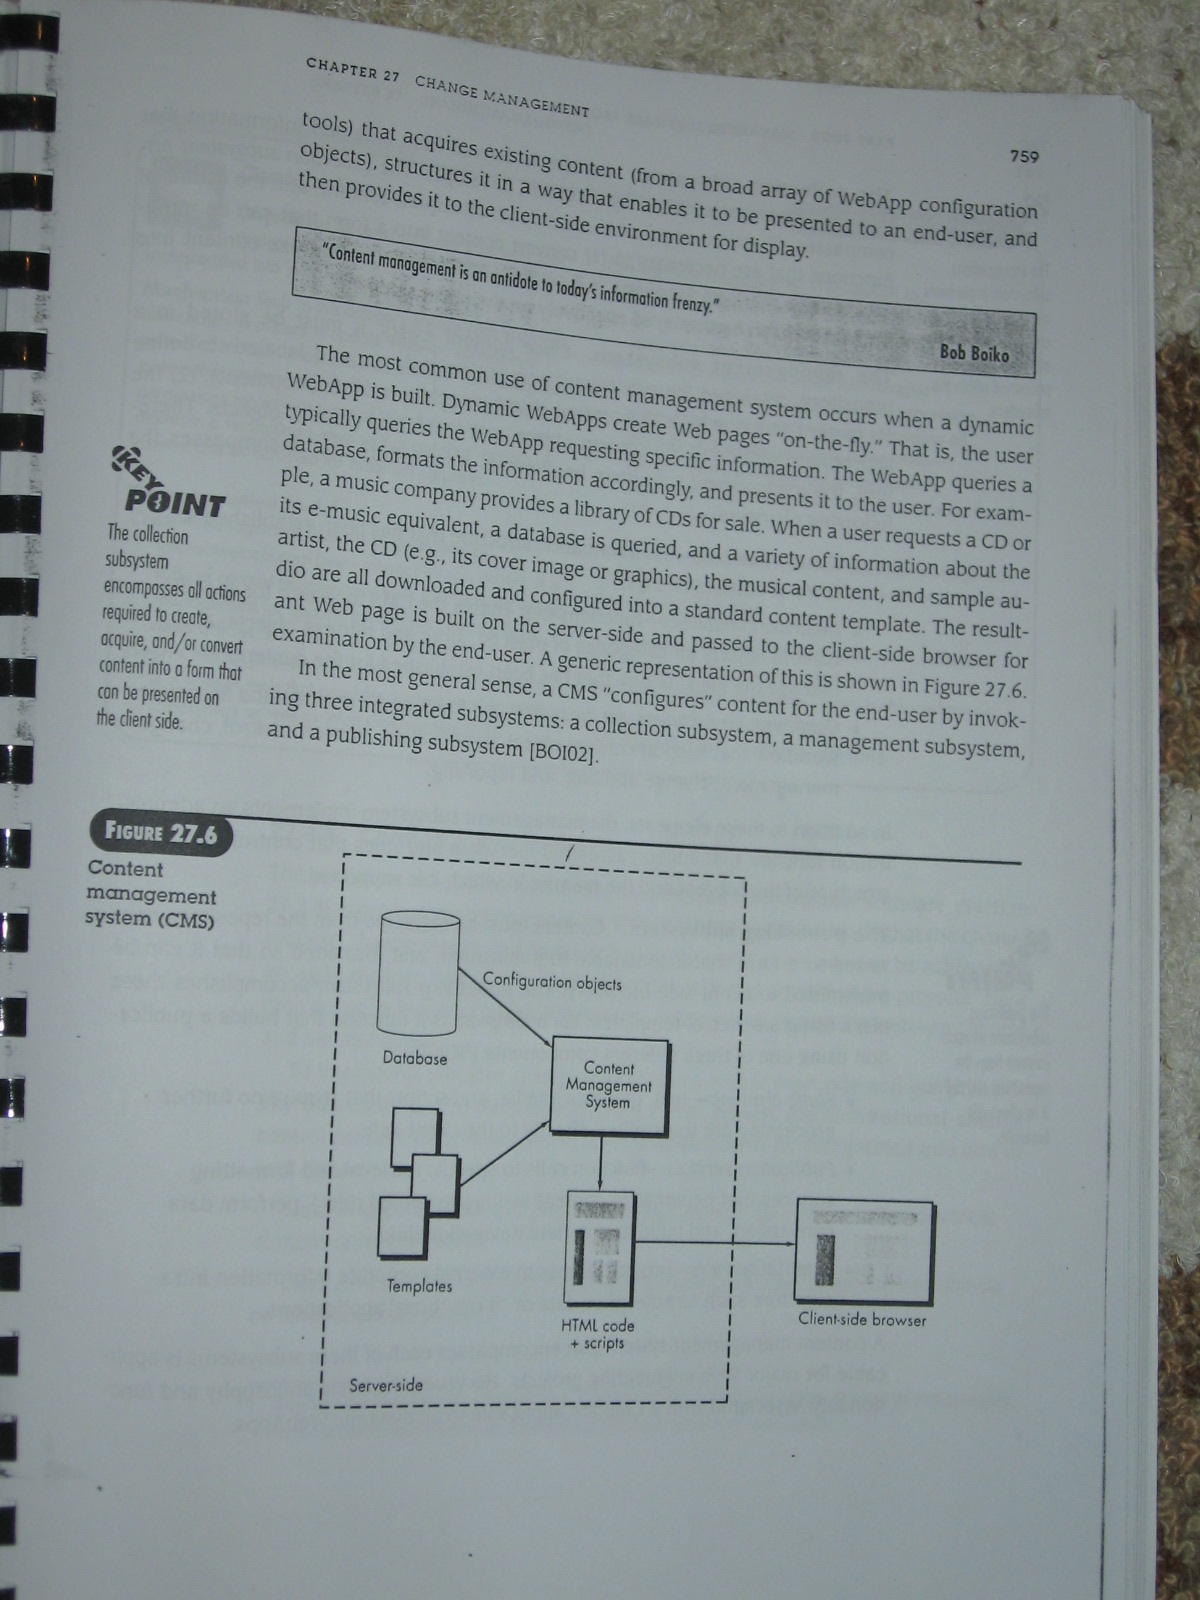 CHAPTER 27 CHANGE MANAGEMENT
759
tools) that acquires existing content (from a broad array of WebApp configuration
objects), structures it in a way that enables it to be presented to an end-user, and
then provides it to the client-side environment for display.
"Content management is an antidote to today's information frenzy."
Bob Boiko
The most common use of content management system occurs when a dynamic
WebApp is built. Dynamic WebApps create Web pages "on-the-fly." That is, the user
typically queries the WebApp requesting specific information. The WebApp queries a
database, formats the information accordingly, and presents it to the user. For exam-
ple, a music company provides a library of CDs for sale. When a user requests a CD or
its e-music equivalent, a database is queried, and a variety of information about the
artist, the CD (e.g., its cover image or graphics), the musical content, and sample au-
dio are all downloaded and configured into a standard content template. The result-
ant Web page is built on the server-side and passed to the client-side browser for
examination by the end-user. A generic representation of this is shown in Figure 27.6.
In the most general sense, a CMS "configures" content for the end-user by invok-
ing three integrated subsystems: a collection subsystem, a management subsystem,
and a publishing subsystem [BOI02].
KEY
POINT
The collection
subsystem
encompasses all actions
required to create,
acquire, and/or convert
content into a form that
can be presented on
the client side.
FIGURE 27.6
Content
management
system (CMS)
Configuration objects
Database
Content
Management
System
Templates
HTML code
+ scripts
Client-side browser
Server-side